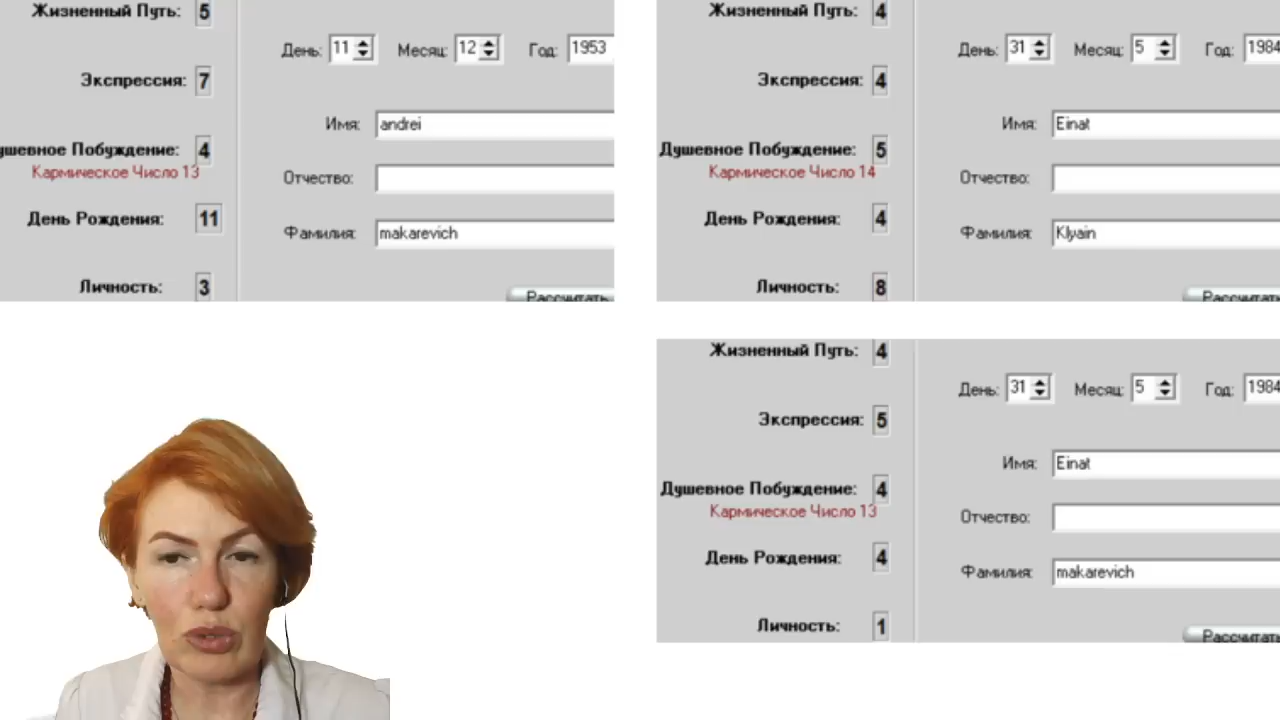 Жизненный Путь: 5
День: 11 Месяц: 12 Год: 1953
Экспрессия: 7
Имя: andrei
Душевное Побуждение: 4
Кармическое Число 13
Отчество:
День Рождения: 11
Фамилия: makarevich
Личность: 3
Рассчитать
Жизненный Путь: 4
День: 31 Месяц: 5 Год: 1984
Экспрессия: 4
Имя: Einat
Душевное Побуждение: 5
Кармическое Число 14
Отчество:
День Рождения: 4
Фамилия: Klyain
Личность: 8
Рассчитать
Жизненный Путь: 4
День: 31 Месяц: 5 Год: 1984
Экспрессия: 5
Имя: Einat
Душевное Побуждение: 4
Кармическое Число 13
Отчество:
День Рождения: 4
Фамилия: makarevich
Личность: 1
Рассчитать